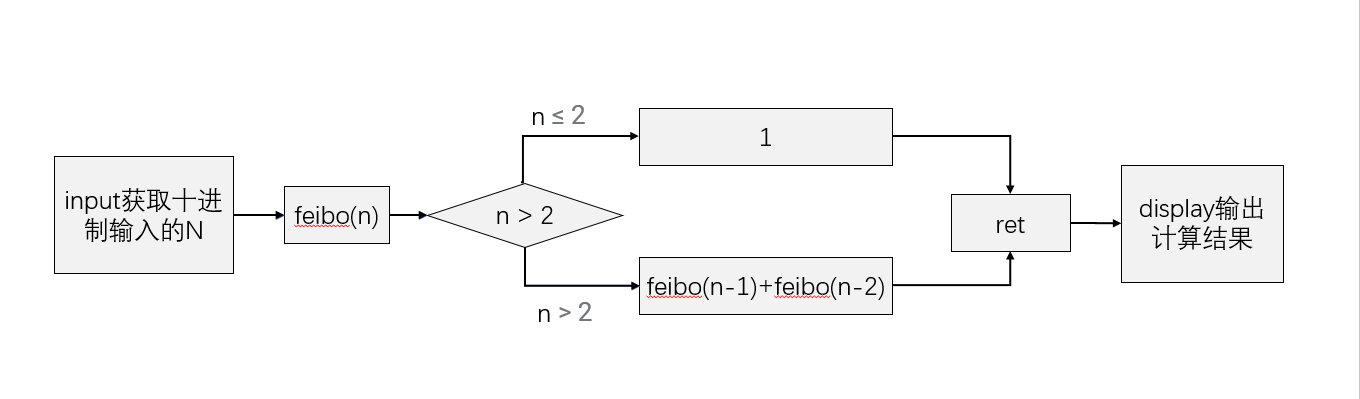 input获取十进
制输入的N
feibo(n)
n > 2
n ≤ 2
1
n > 2
feibo(n-1)+feibo(n-2)
ret
display输出
计算结果